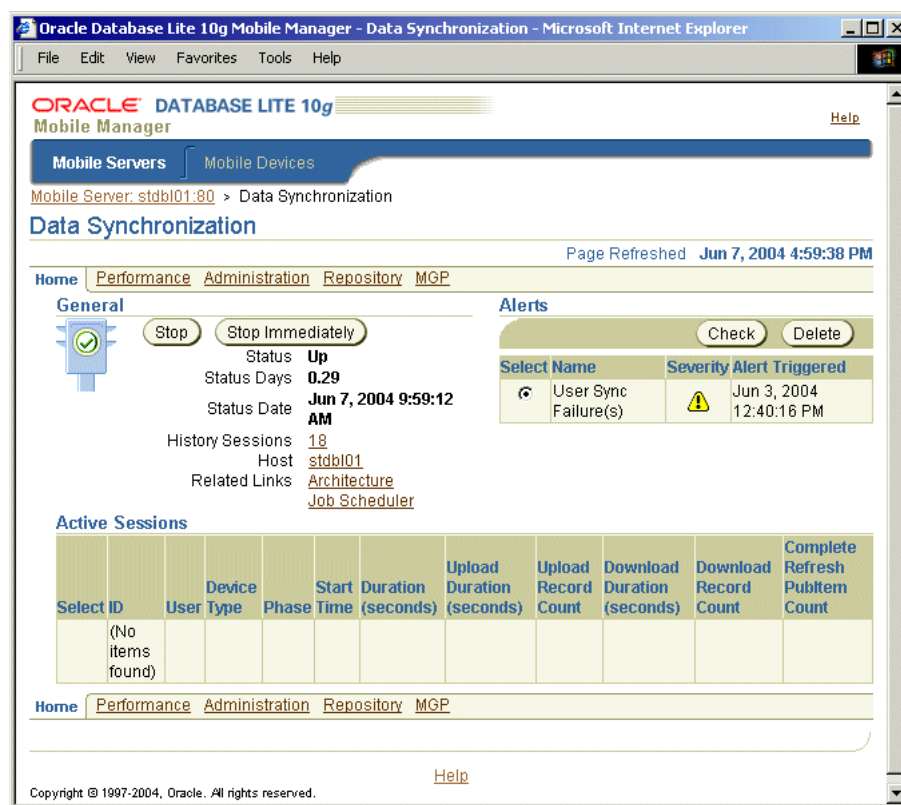 Oracle Database Lite 10g Mobile Manager - Data Synchronization - Microsoft Internet Explorer
File Edit View Favorites Tools Help
ORACLE DATABASE LITE 10g
Mobile Manager
Help
Mobile Servers Mobile Devices
Mobile Server: stdbl01:80 > Data Synchronization
Data Synchronization
Page Refreshed Jun 7, 2004 4:59:38 PM
Home Performance Administration Repository MGP
General
Stop Stop Immediately
Status Up
Status Days 0.29
Status Date Jun 7, 2004 9:59:12
AM
History Sessions 18
Host stdbl01
Related Links Architecture
Job Scheduler
Alerts
Check Delete
Select Name Severity Alert Triggered
User Sync Jun 3, 2004
Failure(s) 12:40:16 PM
Active Sessions
Complete
Upload Upload Download Download Refresh
Device Start Duration Duration Record Duration Record PubItem
Select ID User Type Phase Time (seconds) (seconds) Count (seconds) Count Count
(No
items
found)
Home Performance Administration Repository MGP
Help
Copyright © 1997-2004, Oracle. All rights reserved.